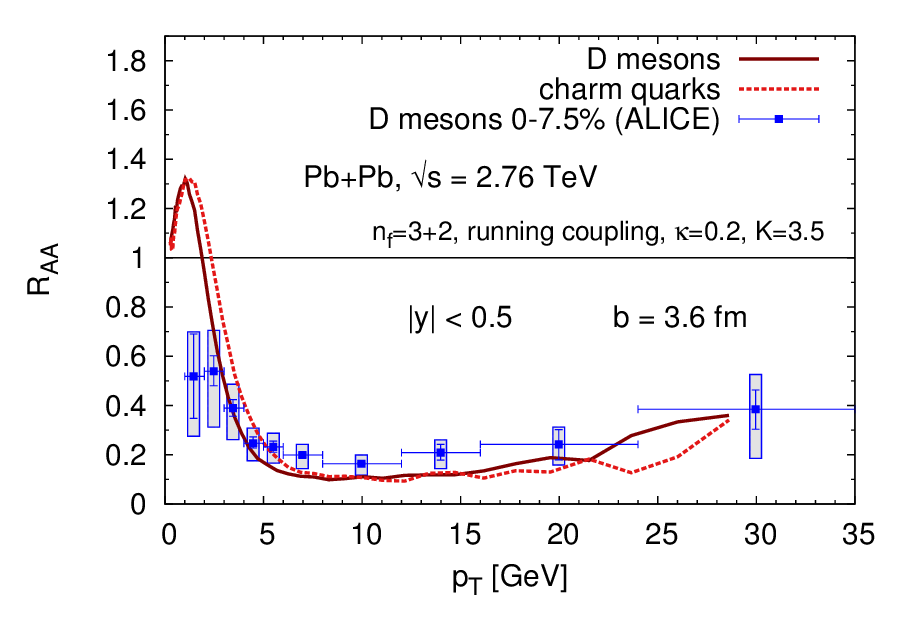 D mesons
charm quarks
D mesons 0-7.5% (ALICE)
Pb+Pb, √s = 2.76 TeV
n_f=3+2, running coupling, κ=0.2, K=3.5
|y| < 0.5 b = 3.6 fm
R_AA
1.8
1.6
1.4
1.2
1
0.8
0.6
0.4
0.2
0
0 5 10 15 20 25 30 35
p_T [GeV]